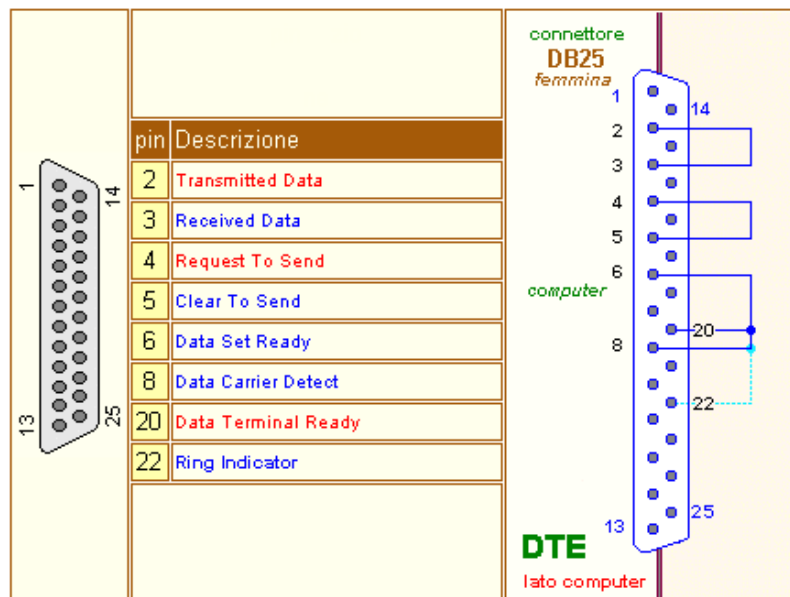 1
14
13
25
pin Descrizione
2 Transmitted Data
3 Received Data
4 Request To Send
5 Clear To Send
6 Data Set Ready
8 Data Carrier Detect
20 Data Terminal Ready
22 Ring Indicator
connettore
DB25
femmina
1
14
2
3
4
5
6
computer
20
8
22
25
13
DTE
lato computer